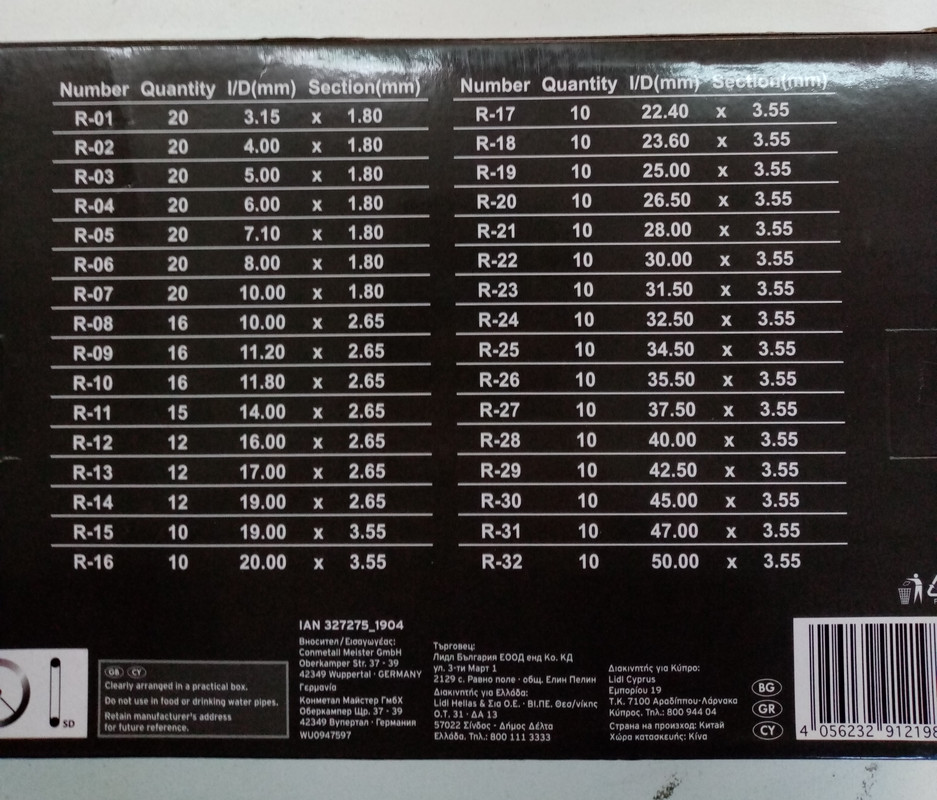 Number Quantity I/D(mm) Section(mm)
R-01 20 3.15 x 1.80
R-02 20 4.00 x 1.80
R-03 20 5.00 x 1.80
R-04 20 6.00 x 1.80
R-05 20 7.10 x 1.80
R-06 20 8.00 x 1.80
R-07 20 10.00 x 1.80
R-08 16 10.00 x 2.65
R-09 16 11.20 x 2.65
R-10 16 11.80 x 2.65
R-11 15 14.00 x 2.65
R-12 12 16.00 x 2.65
R-13 12 17.00 x 2.65
R-14 12 19.00 x 2.65
R-15 10 19.00 x 3.55
R-16 10 20.00 x 3.55
Number Quantity I/D(mm) Section(mm)
R-17 10 22.40 x 3.55
R-18 10 23.60 x 3.55
R-19 10 25.00 x 3.55
R-20 10 26.50 x 3.55
R-21 10 28.00 x 3.55
R-22 10 30.00 x 3.55
R-23 10 31.50 x 3.55
R-24 10 32.50 x 3.55
R-25 10 34.50 x 3.55
R-26 10 35.50 x 3.55
R-27 10 37.50 x 3.55
R-28 10 40.00 x 3.55
R-29 10 42.50 x 3.55
R-30 10 45.00 x 3.55
R-31 10 47.00 x 3.55
R-32 10 50.00 x 3.55
SD
GB CY
Clearly arranged in a practical box.
Do not use in food or drinking water pipes.
Retain manufacturer's address
for future reference.
IAN 327275_1904
Вносител/Εισαγωγέας:
Conmetall Meister GmbH
Oberkamper Str. 37 - 39
42349 Wuppertal · GERMANY
Γερμανία
Конметал Майстер ГмбХ
Оберкампер Щр. 37 - 39
42349 Вупертал · Германия
WU0947597
Търговец:
Лидл България ЕООД енд Ко. КД
ул. 3-ти Март 1
2129 с. Равно поле · общ. Елин Пелин
Διακινητής για Ελλάδα:
Lidl Hellas & Σια Ο.Ε. · ΒΙ.ΠΕ. Θεσ/νίκης
Ο.Τ. 31 · ΔΑ 13
57022 Σίνδος · Δήμος Δέλτα
Ελλάδα. Τηλ.: 800 111 3333
Διακινητής για Κύπρο:
Lidl Cyprus
Εμπορίου 19
Τ.Κ. 7100 Αραδίππου-Λάρνακα
Κύπρος. Τηλ.: 800 944 04
Страна на произход: Китай
Χώρα κατασκευής: Κίνα
BG
GR
CY
4 056232 912198